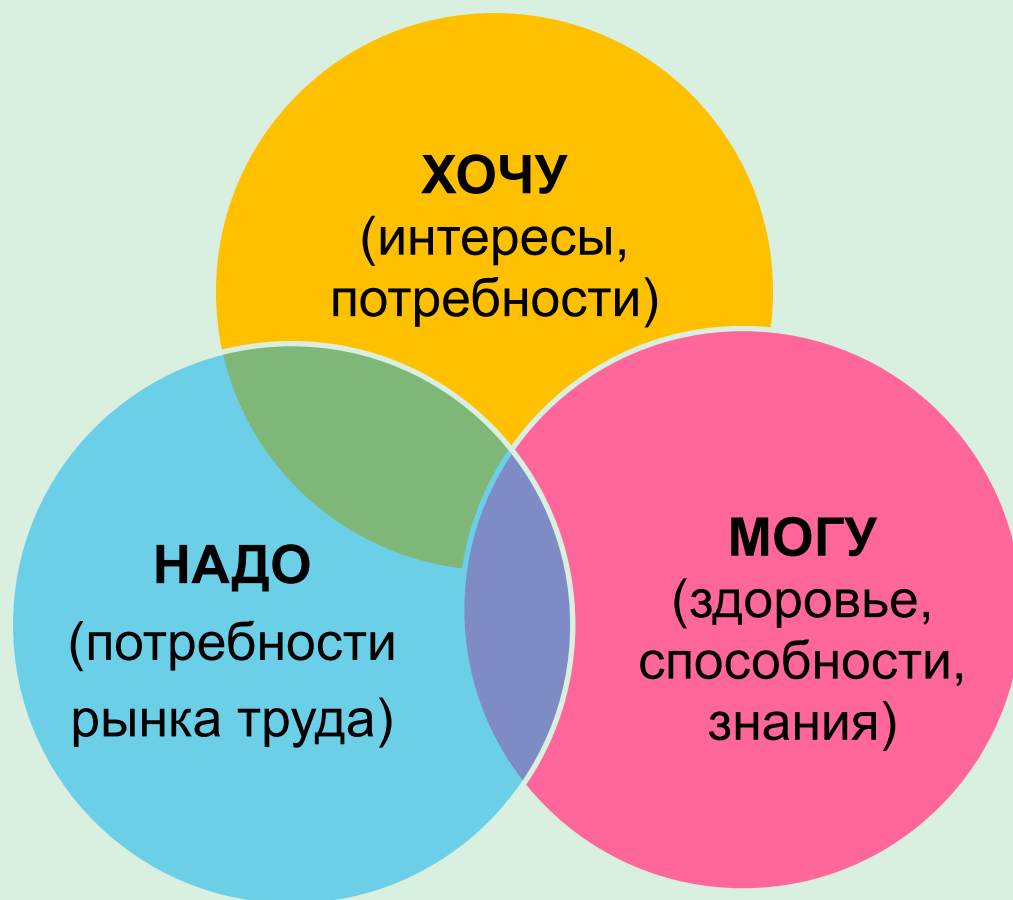 ХОЧУ
(интересы,
потребности)
НАДО
(потребности
рынка труда)
МОГУ
(здоровье,
способности,
знания)